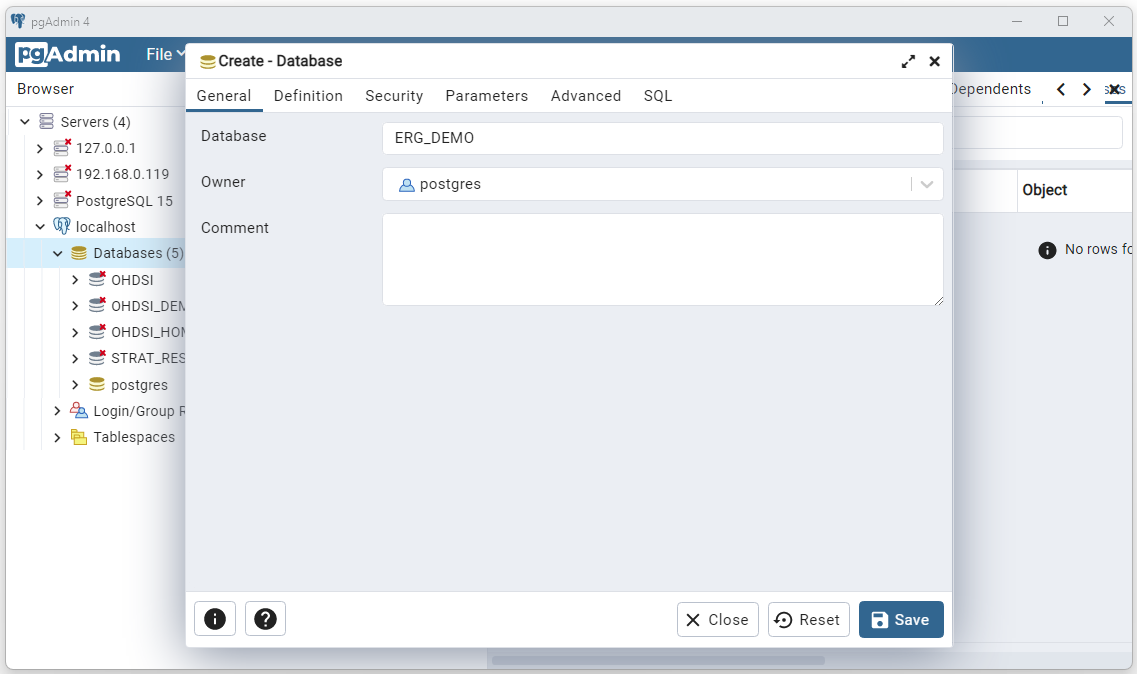 pgAdmin 4
pgAdmin
File
Create - Database
Browser
General
Definition
Security
Parameters
Advanced
SQL
Dependents
Servers (4)
127.0.0.1
192.168.0.119
PostgreSQL 15
localhost
Databases (5)
OHDSI
OHDSI_DEM
OHDSI_HOM
STRAT_RES
postgres
Login/Group R
Tablespaces
Database
ERG_DEMO
Owner
postgres
Comment
Object
No rows fo
Close
Reset
Save